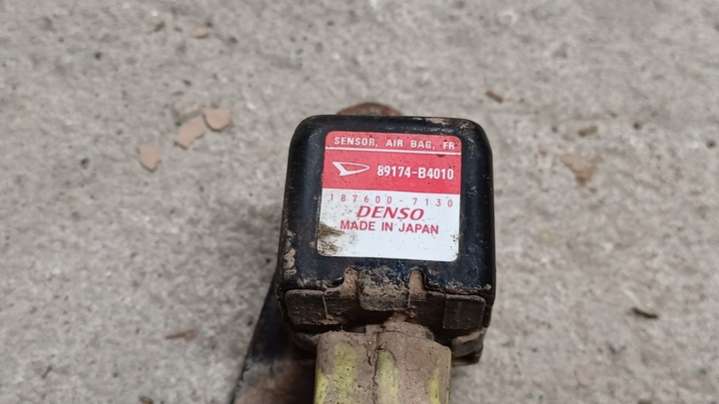 SENSOR, AIR BAG, FR
89174-B4010
187600-7130
DENSO
MADE IN JAPAN